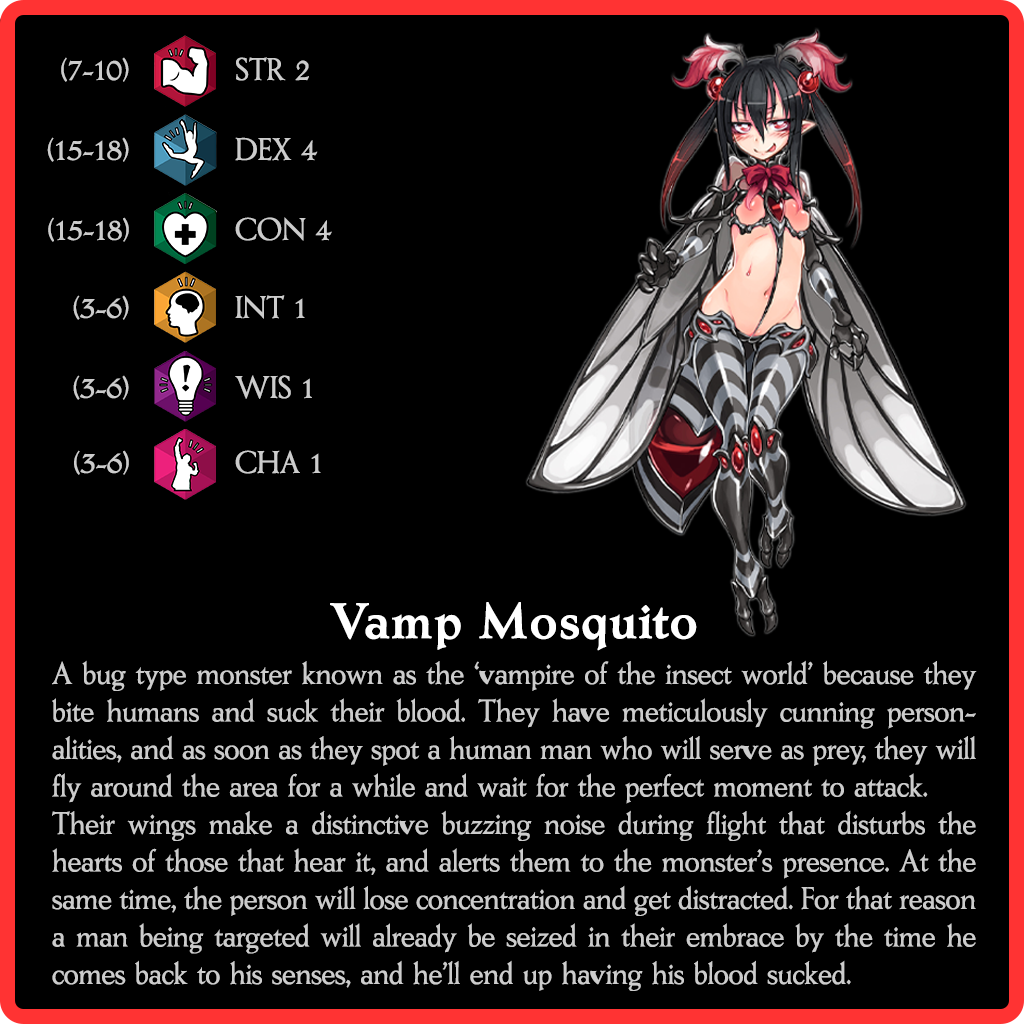 (7-10) STR 2
(15-18) DEX 4
(15-18) CON 4
(3-6) INT 1
(3-6) WIS 1
(3-6) CHA 1
Vamp Mosquito
A bug type monster known as the ‘vampire of the insect world’ because they
bite humans and suck their blood. They have meticulously cunning person-
alities, and as soon as they spot a human man who will serve as prey, they will
fly around the area for a while and wait for the perfect moment to attack.
Their wings make a distinctive buzzing noise during flight that disturbs the
hearts of those that hear it, and alerts them to the monster’s presence. At the
same time, the person will lose concentration and get distracted. For that reason
a man being targeted will already be seized in their embrace by the time he
comes back to his senses, and he’ll end up having his blood sucked.